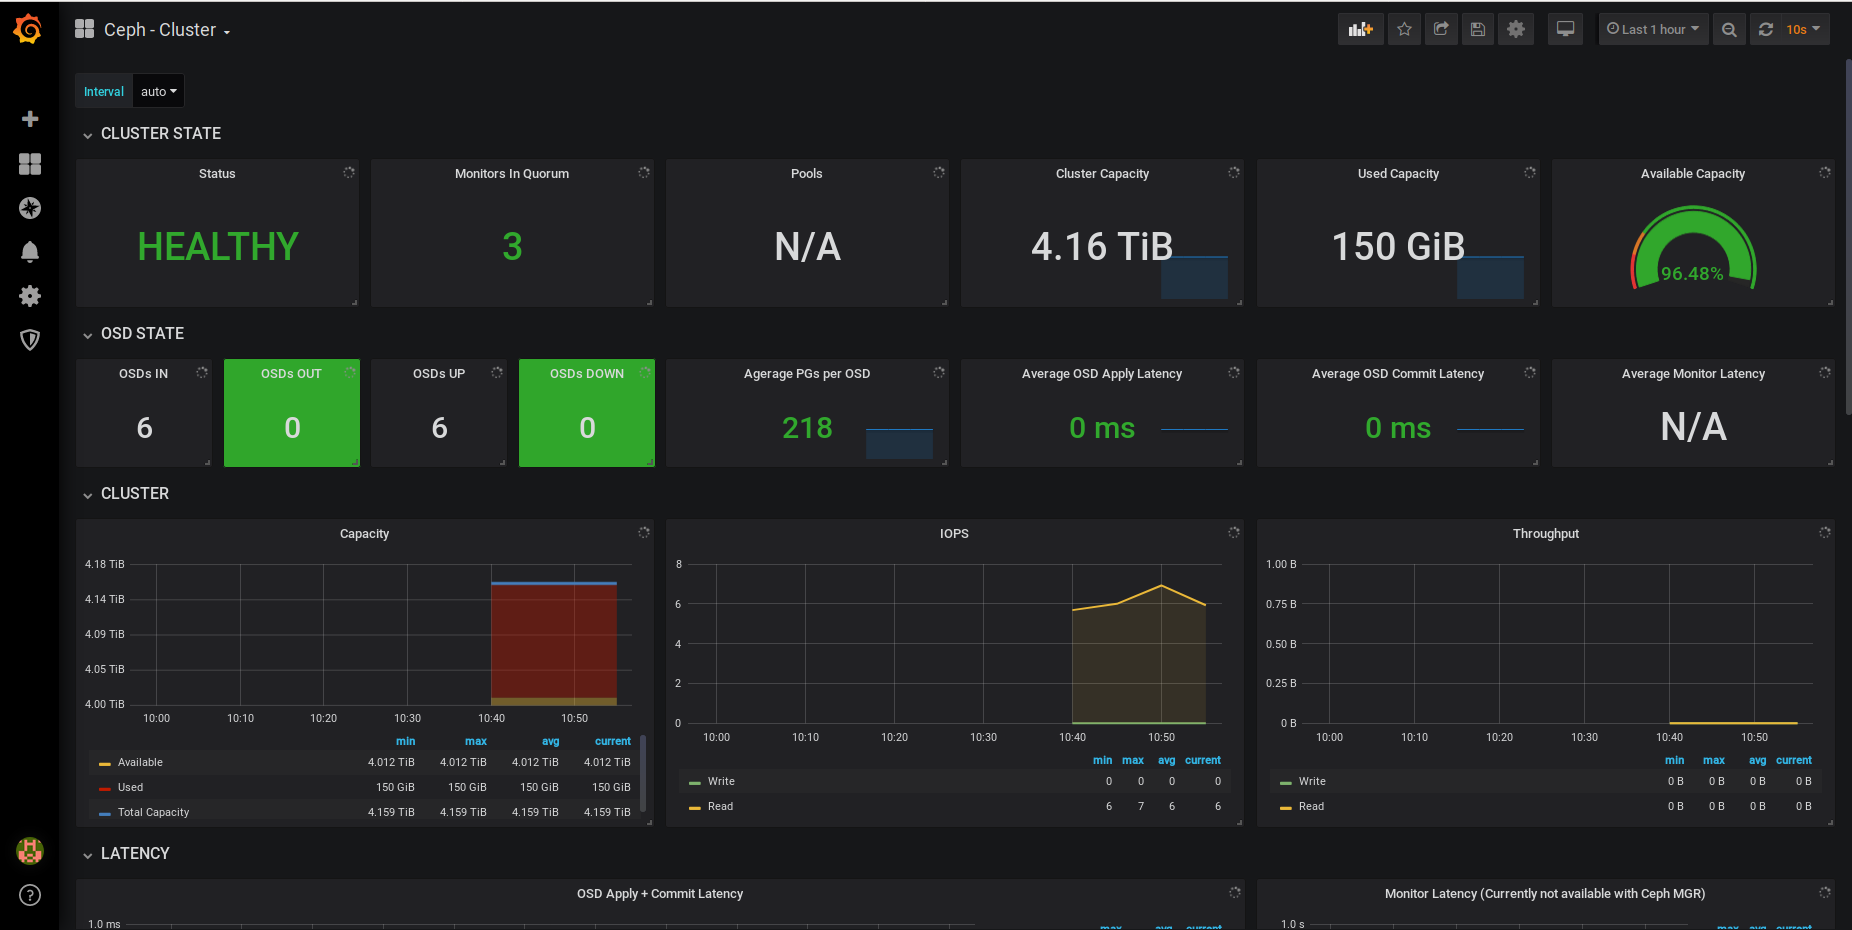 Ceph - Cluster
Last 1 hour
10s
Interval auto
CLUSTER STATE
Status
HEALTHY
Monitors In Quorum
3
Pools
N/A
Cluster Capacity
4.16 TiB
Used Capacity
150 GiB
Available Capacity
96.48%
OSD STATE
OSDs IN
6
OSDs OUT
0
OSDs UP
6
OSDs DOWN
0
Agerage PGs per OSD
218
Average OSD Apply Latency
0 ms
Average OSD Commit Latency
0 ms
Average Monitor Latency
N/A
CLUSTER
Capacity
4.18 TiB
4.14 TiB
4.09 TiB
4.05 TiB
4.00 TiB
10:00 10:10 10:20 10:30 10:40 10:50
min max avg current
Available 4.012 TiB 4.012 TiB 4.012 TiB 4.012 TiB
Used 150 GiB 150 GiB 150 GiB 150 GiB
Total Capacity 4.159 TiB 4.159 TiB 4.159 TiB 4.159 TiB
IOPS
8
6
4
2
0
10:00 10:10 10:20 10:30 10:40 10:50
min max avg current
Write 0 0 0 0
Read 6 7 6 6
Throughput
1.00 B
0.75 B
0.50 B
0.25 B
0 B
10:00 10:10 10:20 10:30 10:40 10:50
min max avg current
Write 0 B 0 B 0 B 0 B
Read 0 B 0 B 0 B 0 B
LATENCY
OSD Apply + Commit Latency
1.0 ms
max avg current
Monitor Latency (Currently not available with Ceph MGR)
1.0 s
max avg current